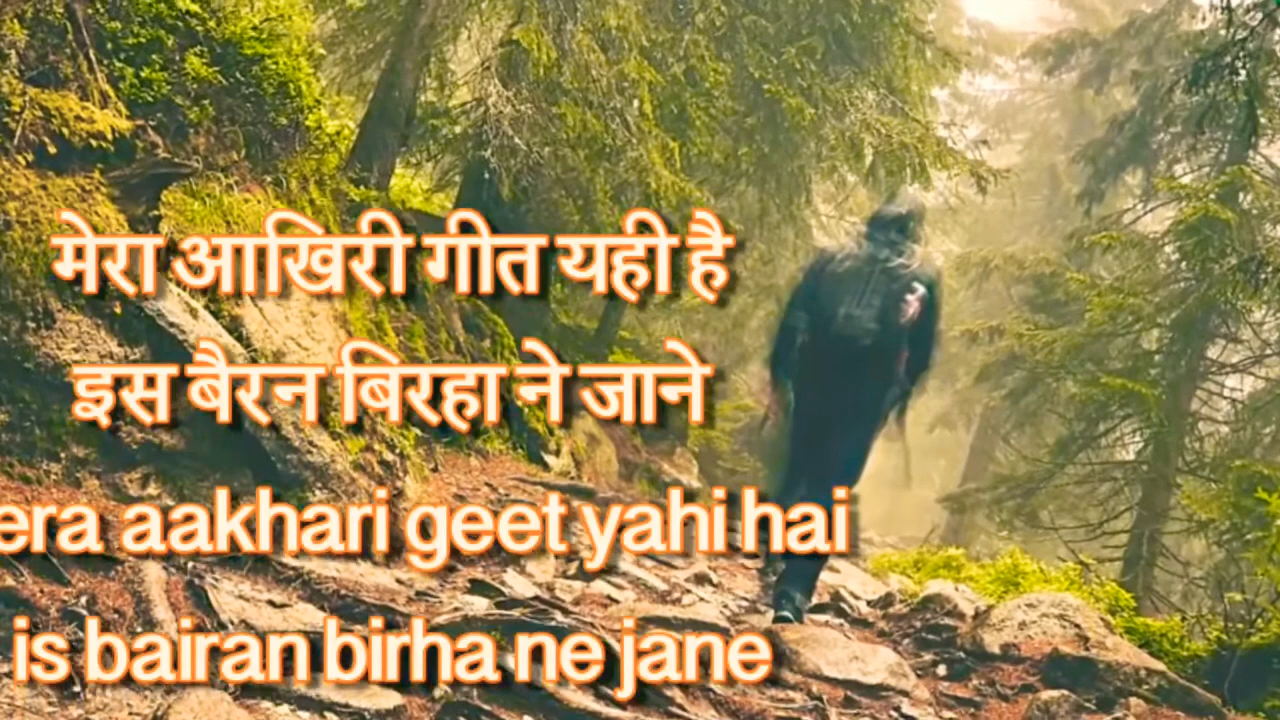 मेरा आखिरी गीत यही है
इस बैरन बिरहा ने जाने
era aakhari geet yahi hai
is bairan birha ne jane